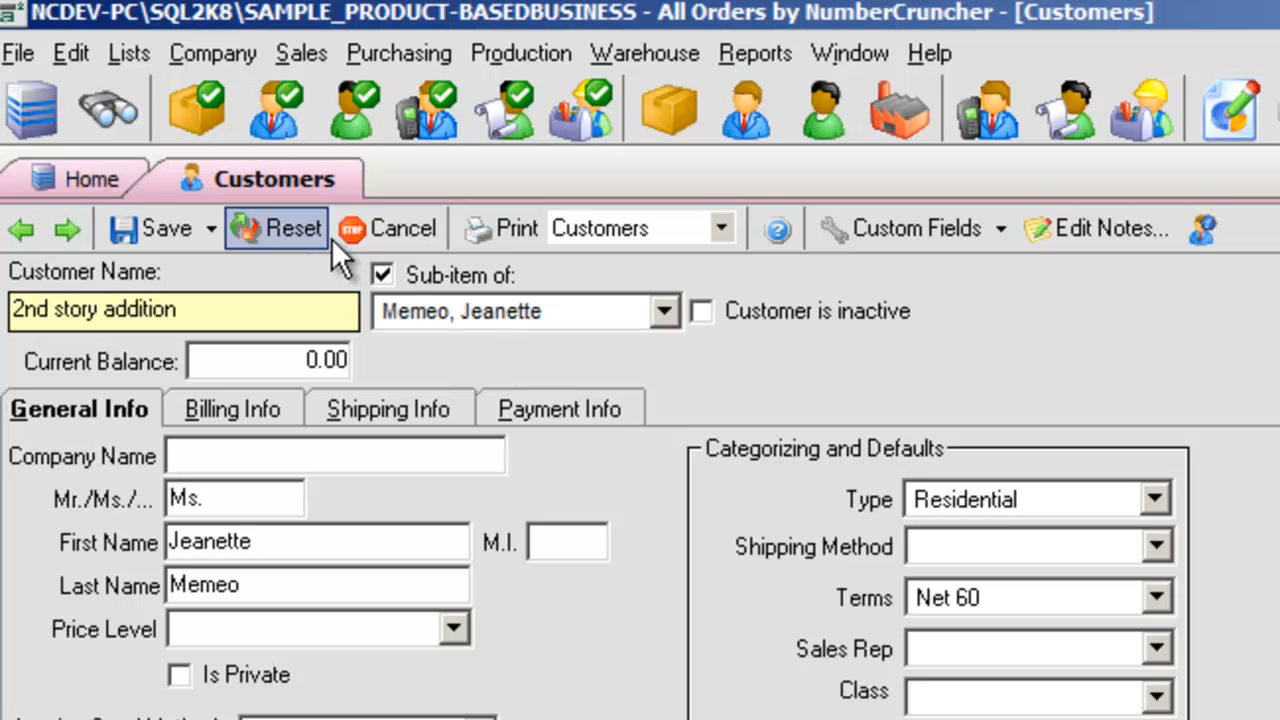 NCDEV-PC\SQL2K8\SAMPLE_PRODUCT-BASEDBUSINESS - All Orders by NumberCruncher - [Customers]
File Edit Lists Company Sales Purchasing Production Warehouse Reports Window Help
Home Customers
Save Reset STOP Cancel Print Customers ? Custom Fields Edit Notes...
Customer Name: Sub-item of:
2nd story addition Memeo, Jeanette Customer is inactive
Current Balance: 0.00
General Info Billing Info Shipping Info Payment Info
Company Name Categorizing and Defaults
Mr./Ms./... Ms. Type Residential
First Name Jeanette M.I. Shipping Method
Last Name Memeo Terms Net 60
Price Level Sales Rep
Is Private Class